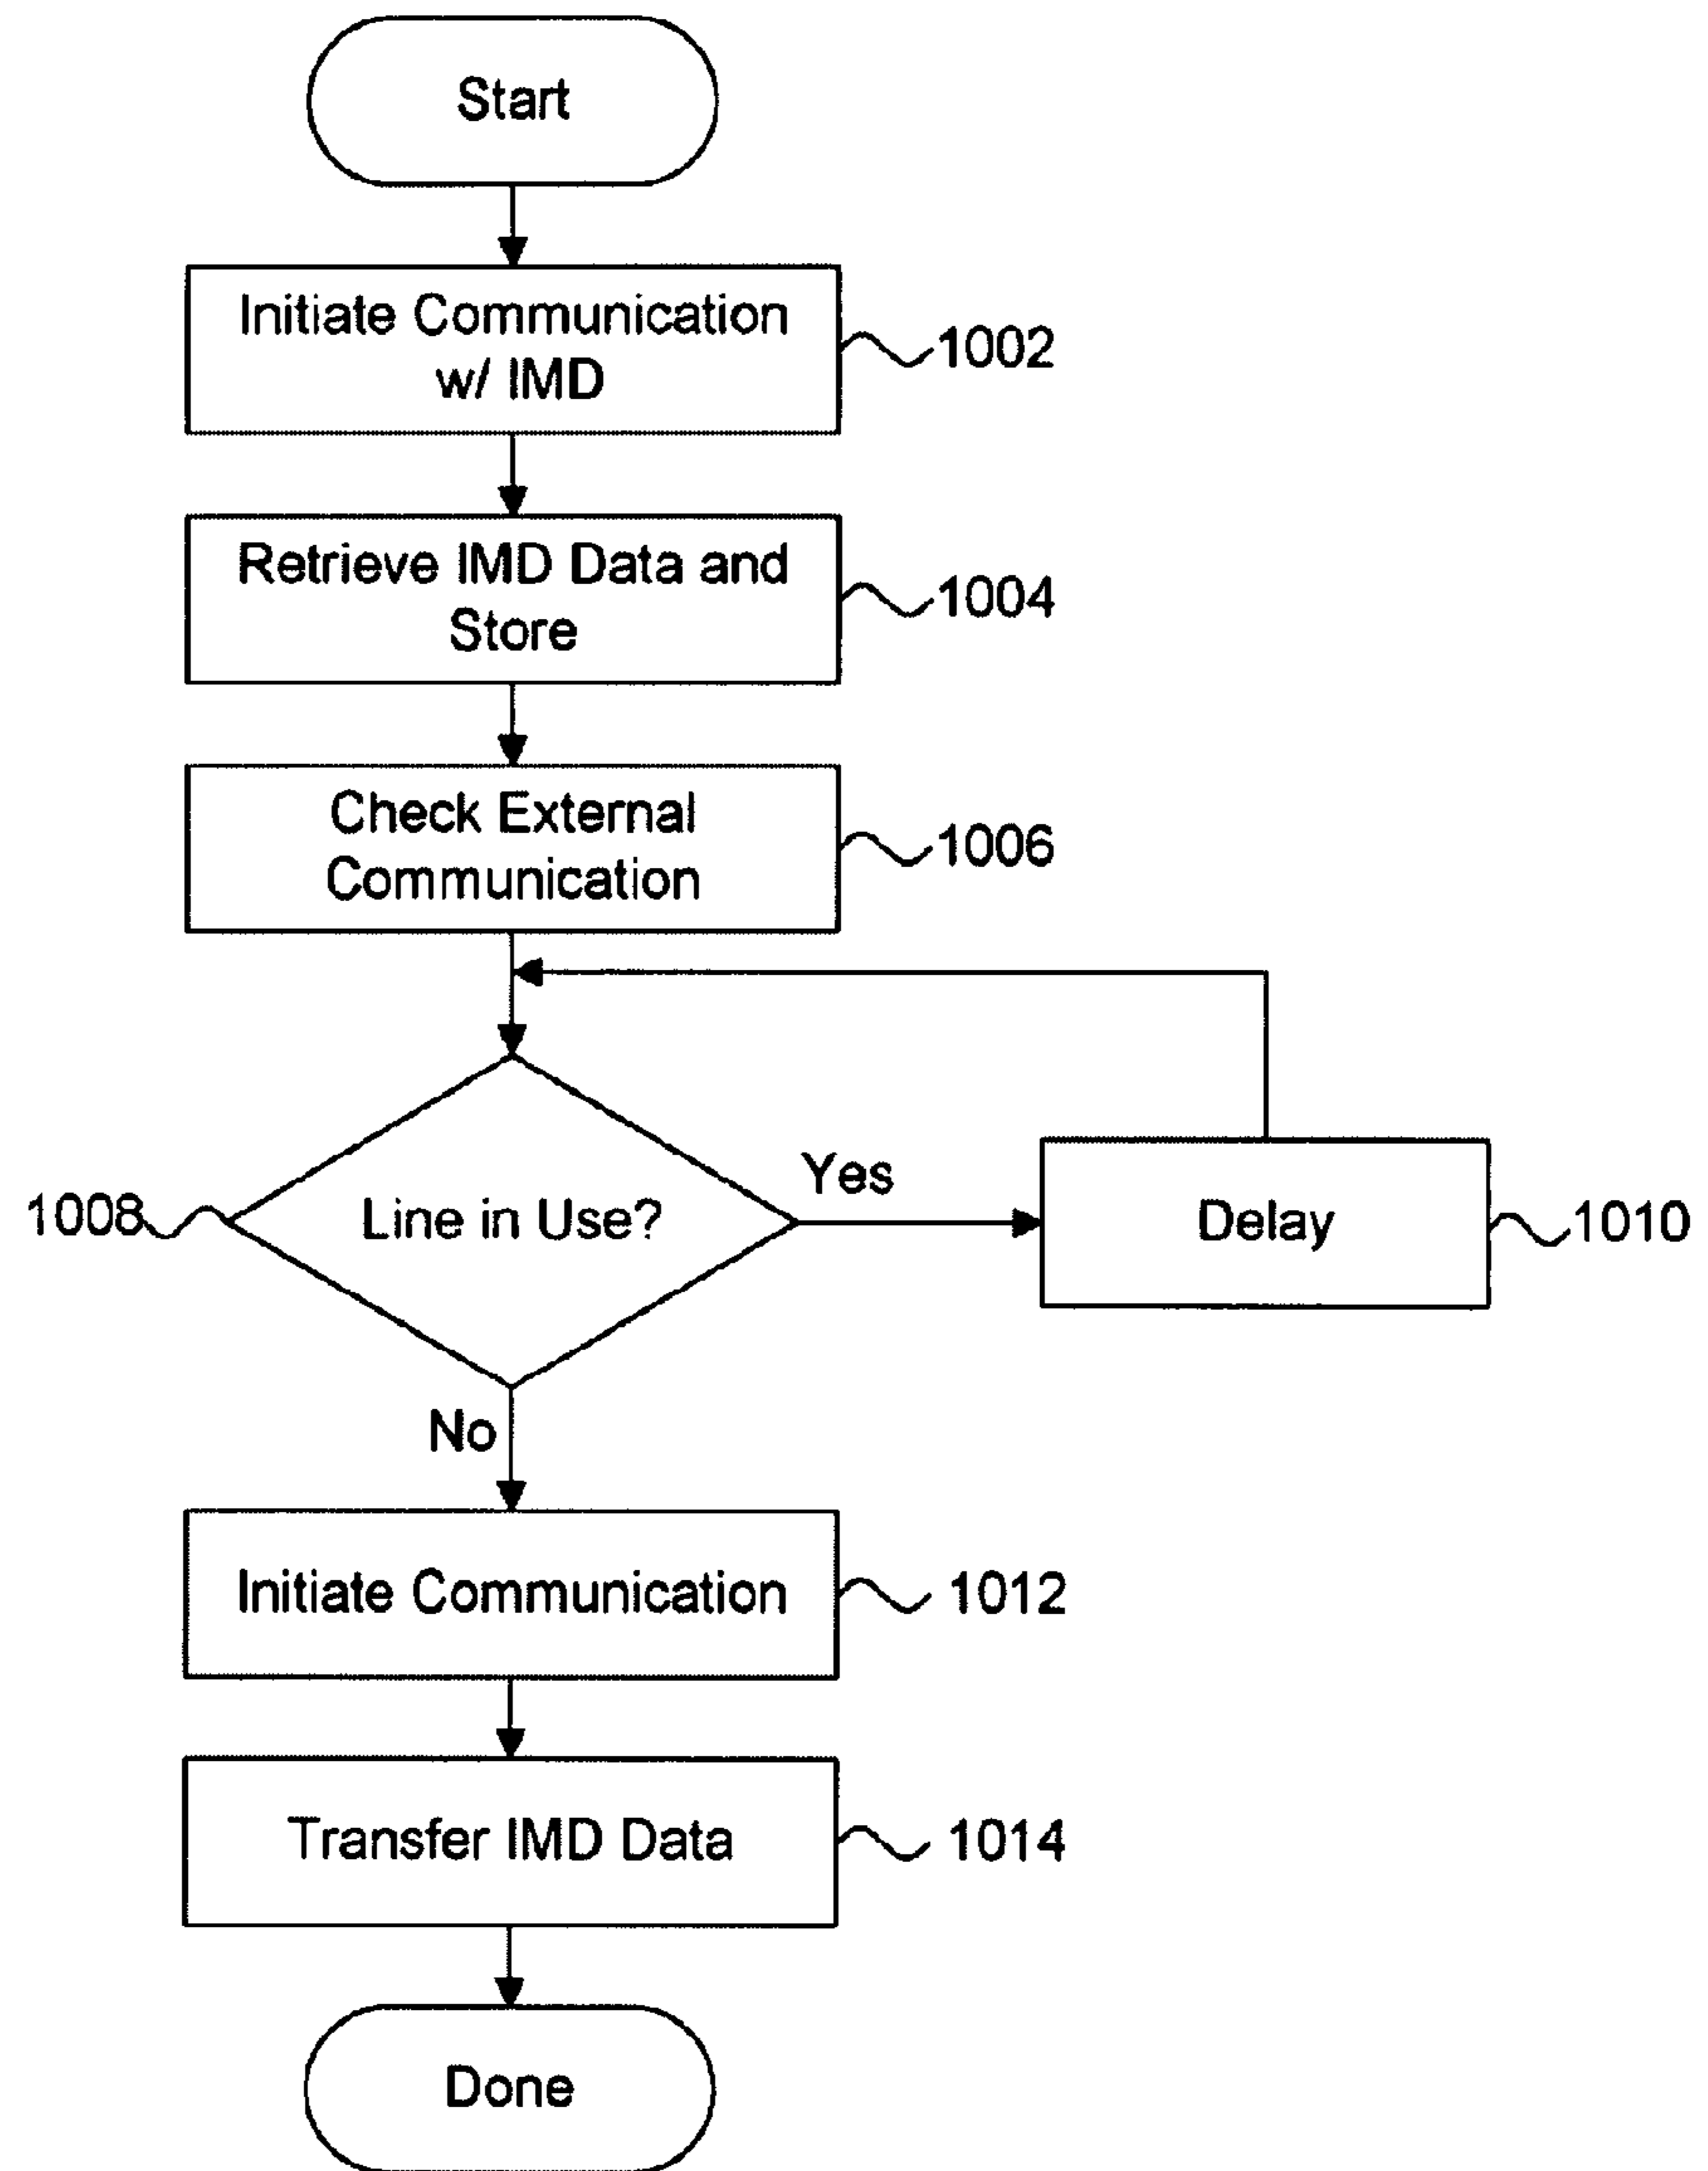 Start
Initiate Communication
w/ IMD
1002
Retrieve IMD Data and
Store
1004
Check External
Communication
1006
1008
Line in Use?
Yes
Delay
1010
No
Initiate Communication
1012
Transfer IMD Data
1014
Done